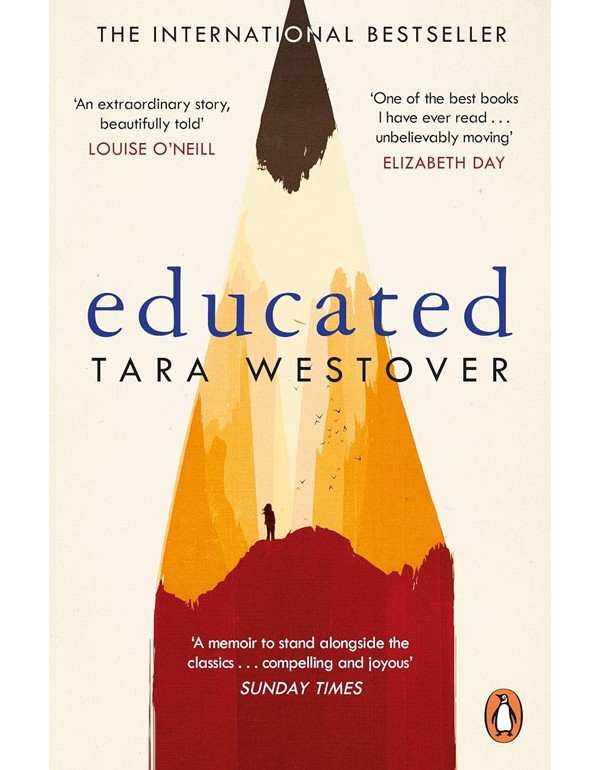 THE INTERNATIONAL BESTSELLER
‘An extraordinary story,
beautifully told’
LOUISE O’NEILL
‘One of the best books
I have ever read . . .
unbelievably moving’
ELIZABETH DAY
educated
TARA WESTOVER
‘A memoir to stand alongside the
classics . . . compelling and joyous’
SUNDAY TIMES